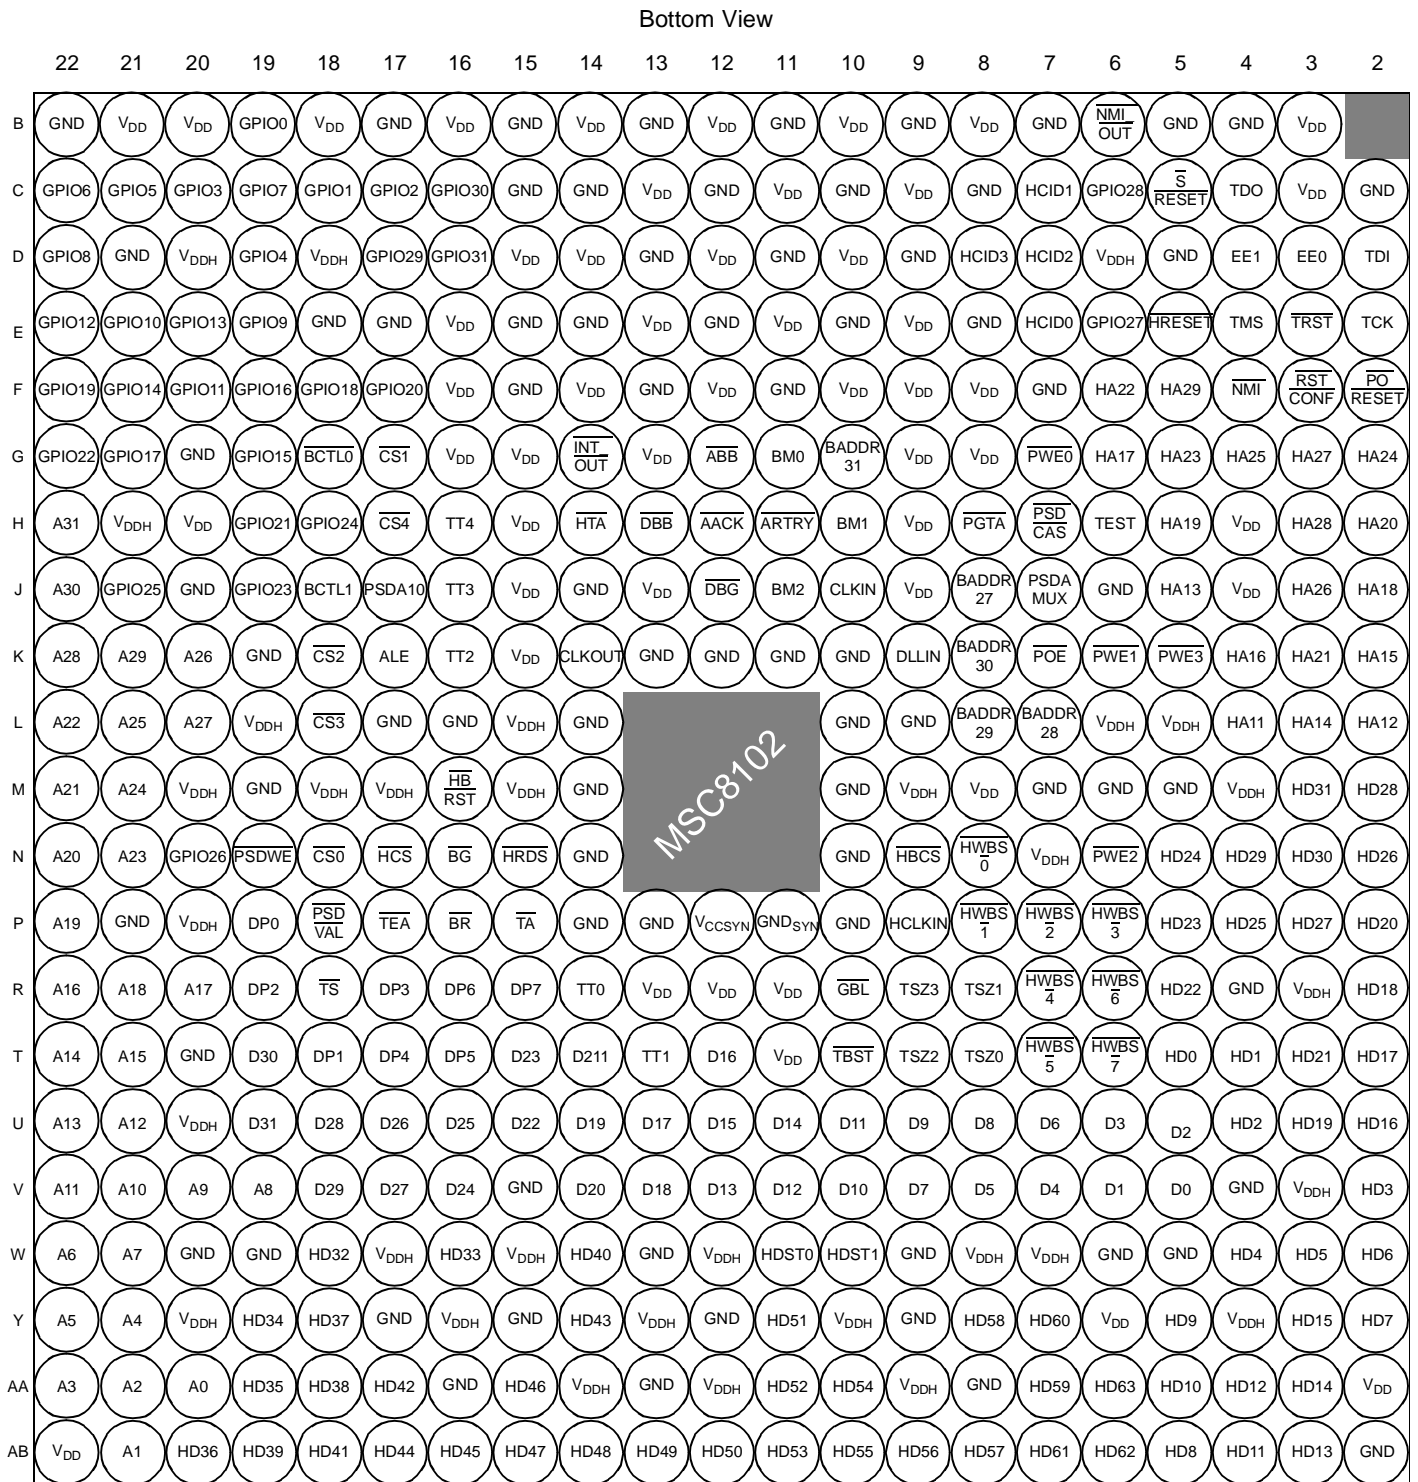 Bottom View
22 21 20 19 18 17 16 15 14 13 12 11 10 9 8 7 6 5 4 3 2
B GND VDD VDD GPIO0 VDD GND VDD GND VDD GND VDD GND VDD GND VDD GND NMI_OUT GND GND VDD
C GPIO6 GPIO5 GPIO3 GPIO7 GPIO1 GPIO2 GPIO30 GND GND VDD GND VDD GND VDD GND HCID1 GPIO28 S RESET TDO VDD GND
D GPIO8 GND VDDH GPIO4 VDDH GPIO29 GPIO31 VDD VDD GND VDD GND VDD GND HCID3 HCID2 VDDH GND EE1 EE0 TDI
E GPIO12 GPIO10 GPIO13 GPIO9 GND GND VDD GND GND VDD GND VDD GND VDD GND HCID0 GPIO27 HRESET TMS TRST TCK
F GPIO19 GPIO14 GPIO11 GPIO16 GPIO18 GPIO20 VDD GND VDD GND VDD GND VDD VDD VDD GND HA22 HA29 NMI RST CONF PO RESET
G GPIO22 GPIO17 GND GPIO15 BCTL0 CS1 VDD VDD INT_OUT VDD ABB BM0 BADDR 31 VDD VDD PWE0 HA17 HA23 HA25 HA27 HA24
H A31 VDDH VDD GPIO21 GPIO24 CS4 TT4 VDD HTA DBB AACK ARTRY BM1 VDD PGTA PSD CAS TEST HA19 VDD HA28 HA20
J A30 GPIO25 GND GPIO23 BCTL1 PSDA10 TT3 VDD GND VDD DBG BM2 CLKIN VDD BADDR 27 PSDA MUX GND HA13 VDD HA26 HA18
K A28 A29 A26 GND CS2 ALE TT2 VDD CLKOUT GND GND GND GND DLLIN BADDR 30 POE PWE1 PWE3 HA16 HA21 HA15
L A22 A25 A27 VDDH CS3 GND GND VDDH GND GND GND BADDR 29 BADDR 28 VDDH VDDH HA11 HA14 HA12
M A21 A24 VDDH GND VDDH VDDH HB RST VDDH GND MSC8102 GND VDDH VDD GND GND GND VDDH HD31 HD28
N A20 A23 GPIO26 PSDWE CS0 HCS BG HRDS GND GND HBCS HWBS 0 VDDH PWE2 HD24 HD29 HD30 HD26
P A19 GND VDDH DP0 PSD VAL TEA BR TA GND GND VCCSYN GNDSYN GND HCLKIN HWBS 1 HWBS 2 HWBS 3 HD23 HD25 HD27 HD20
R A16 A18 A17 DP2 TS DP3 DP6 DP7 TT0 VDD VDD VDD GBL TSZ3 TSZ1 HWBS 4 HWBS 6 HD22 GND VDDH HD18
T A14 A15 GND D30 DP1 DP4 DP5 D23 D211 TT1 D16 VDD TBST TSZ2 TSZ0 HWBS 5 HWBS 7 HD0 HD1 HD21 HD17
U A13 A12 VDDH D31 D28 D26 D25 D22 D19 D17 D15 D14 D11 D9 D8 D6 D3 D2 HD2 HD19 HD16
V A11 A10 A9 A8 D29 D27 D24 GND D20 D18 D13 D12 D10 D7 D5 D4 D1 D0 GND VDDH HD3
W A6 A7 GND GND HD32 VDDH HD33 VDDH HD40 GND VDDH HDST0 HDST1 GND VDDH VDDH GND GND HD4 HD5 HD6
Y A5 A4 VDDH HD34 HD37 GND VDDH GND HD43 VDDH GND HD51 VDDH GND HD58 HD60 VDD HD9 VDDH HD15 HD7
AA A3 A2 A0 HD35 HD38 HD42 GND HD46 VDDH GND VDDH HD52 HD54 VDDH GND HD59 HD63 HD10 HD12 HD14 VDD
AB VDD A1 HD36 HD39 HD41 HD44 HD45 HD47 HD48 HD49 HD50 HD53 HD55 HD56 HD57 HD61 HD62 HD8 HD11 HD13 GND